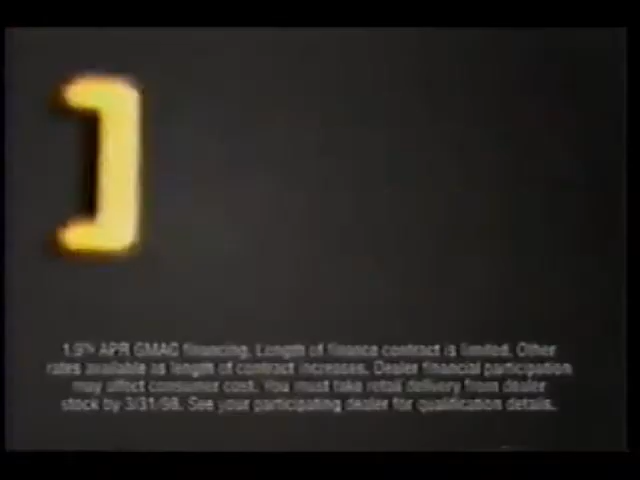 ]
1.9% APR GMAC financing. Length of finance contract is limited. Other
rates available as length of contract increases. Dealer financial participation
may affect consumer cost. You must take retail delivery from dealer
stock by 3/31/98. See your participating dealer for qualification details.